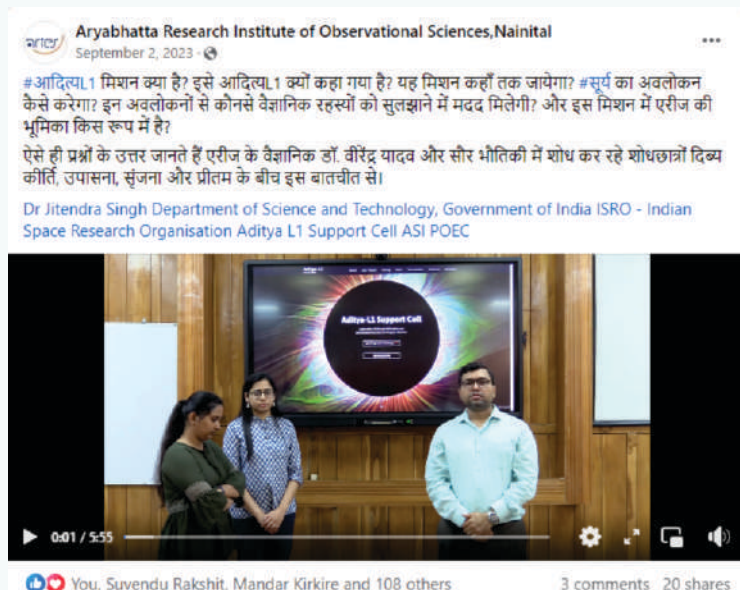 aries
Aryabhatta Research Institute of Observational Sciences,Nainital
September 2, 2023
#आदित्यL1 मिशन क्या है? इसे आदित्यL1 क्यों कहा गया है? यह मिशन कहाँ तक जायेगा? #सूर्य का अवलोकन
कैसे करेगा? इन अवलोकनों से कौनसे वैज्ञानिक रहस्यों को सुलझाने में मदद मिलेगी? और इस मिशन में एरीज की
भूमिका किस रूप में है?
ऐसे ही प्रश्नों के उत्तर जानते हैं एरीज के वैज्ञानिक डॉ. वीरेंद्र यादव और सौर भौतिकी में शोध कर रहे शोधछात्रों दिब्य
कीर्ति, उपासना, सृंजना और प्रीतम के बीच इस बातचीत से।
Dr Jitendra Singh Department of Science and Technology, Government of India ISRO - Indian
Space Research Organisation Aditya L1 Support Cell ASI POEC
Aditya-L1 Support Cell
0:01 / 5:55
You, Suvendu Rakshit, Mandar Kirkire and 108 others
3 comments 20 shares